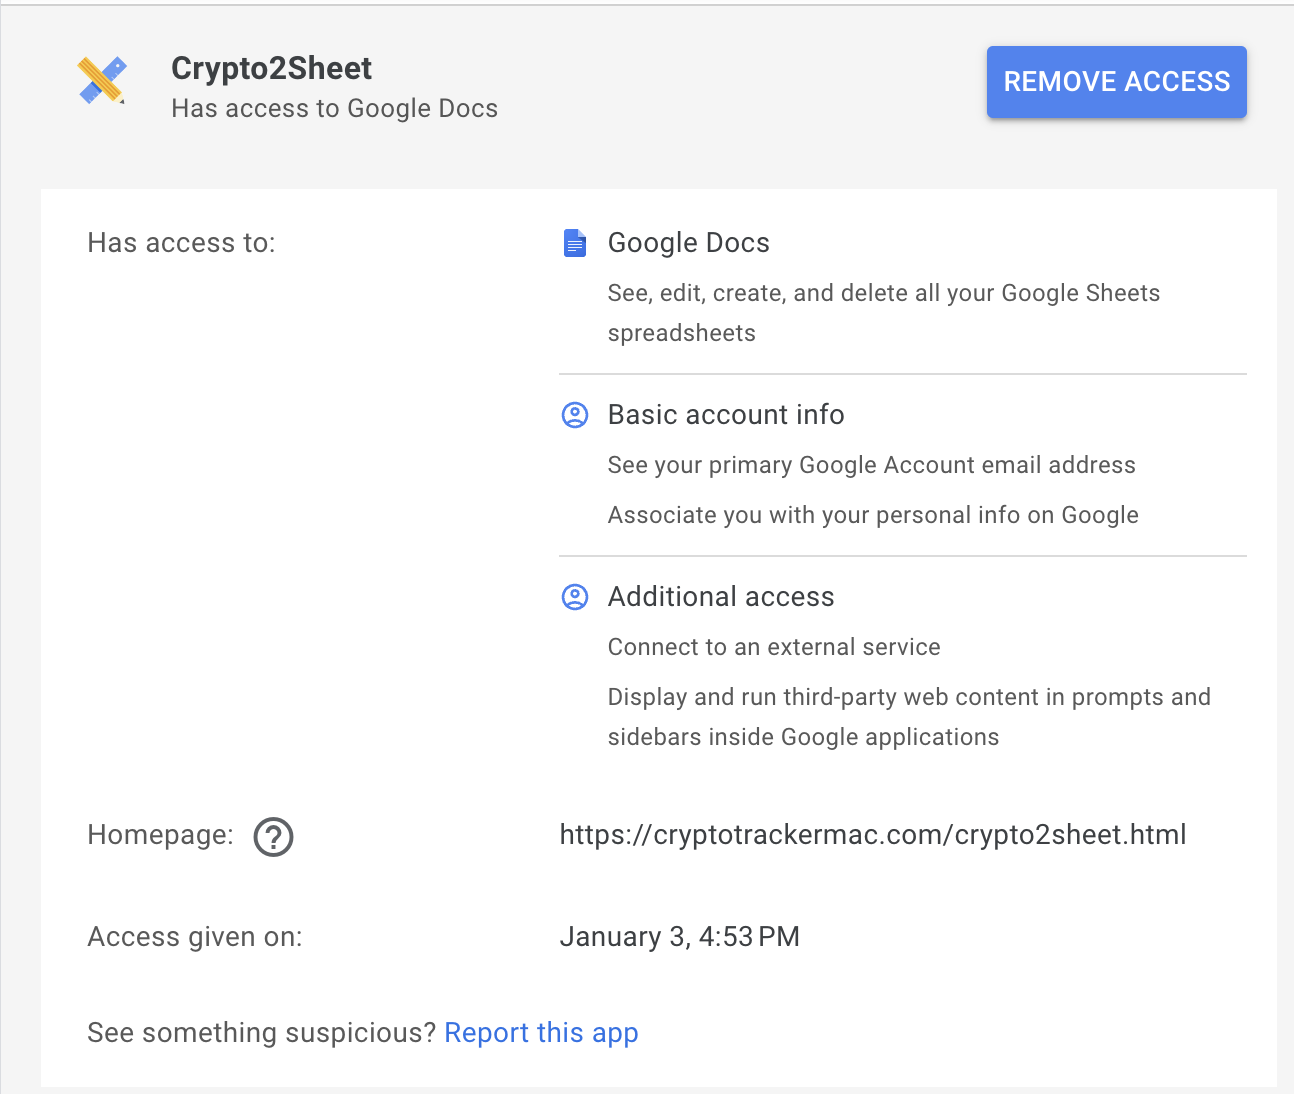 Crypto2Sheet
Has access to Google Docs
REMOVE ACCESS
Has access to:
Google Docs
See, edit, create, and delete all your Google Sheets
spreadsheets
Basic account info
See your primary Google Account email address
Associate you with your personal info on Google
Additional access
Connect to an external service
Display and run third-party web content in prompts and
sidebars inside Google applications
Homepage: ?
https://cryptotrackermac.com/crypto2sheet.html
Access given on:
January 3, 4:53 PM
See something suspicious? Report this app